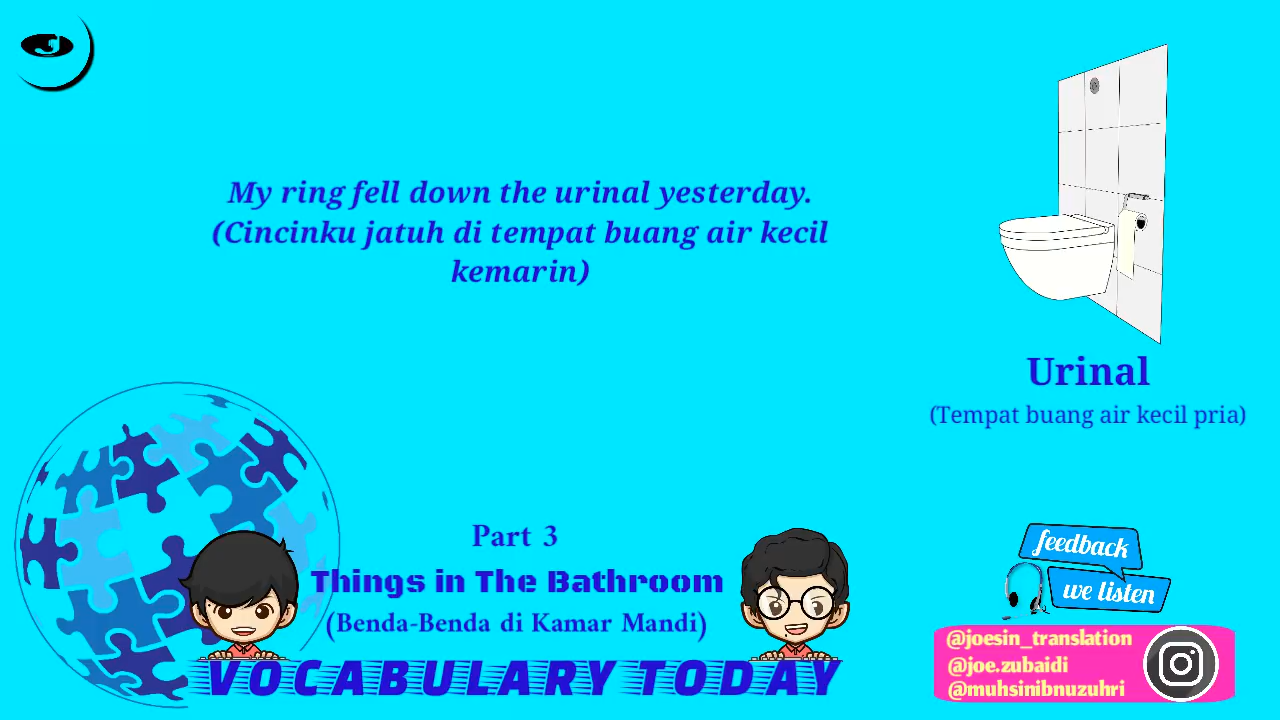 My ring fell down the urinal yesterday.
(Cincinku jatuh di tempat buang air kecil
kemarin)
Urinal
(Tempat buang air kecil pria)
Part 3
Things in The Bathroom
(Benda-Benda di Kamar Mandi)
VOCABULARY TODAY
feedback
we listen
@joesin_translation
@joe.zubaidi
@muhsinibnuzuhri